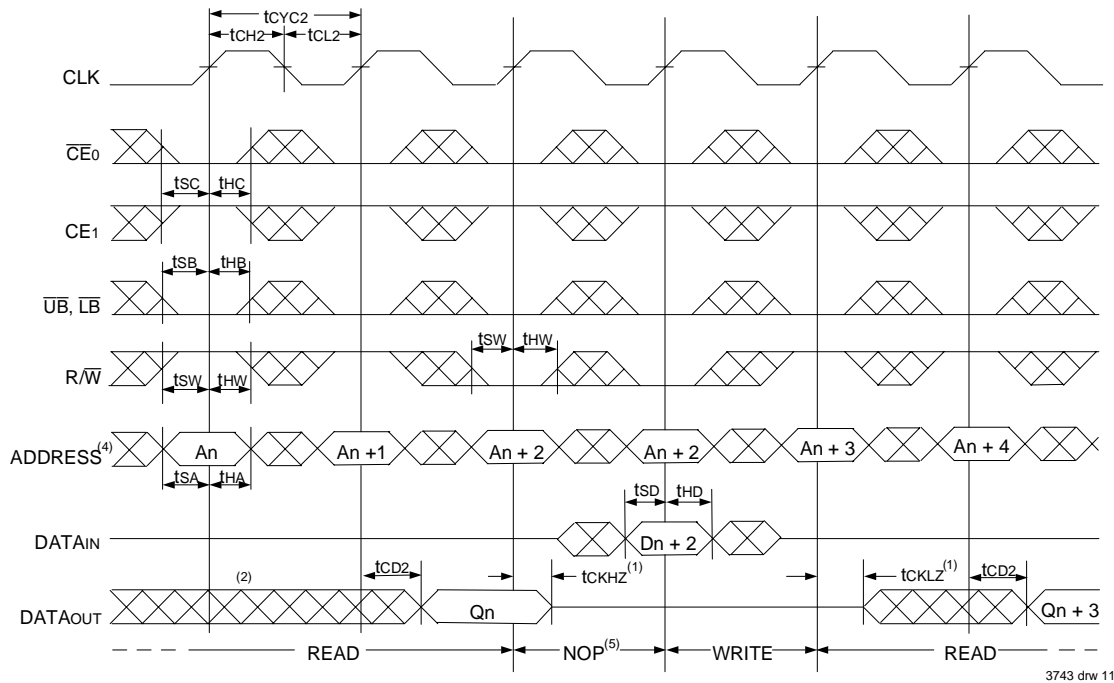 tCYC2
tCH2 tCL2
CLK
CE0
tSC tHC
CE1
tSB tHB
UB, LB
tSW tHW
R/W
tSW tHW
ADDRESS(4) An An +1 An + 2 An + 2 An + 3 An + 4
tSA tHA
tSD tHD
DATAIN Dn + 2
tCD2 tCKHZ(1) tCKLZ(1) tCD2
(2)
DATAOUT Qn Qn + 3
READ NOP(5) WRITE READ
3743 drw 11